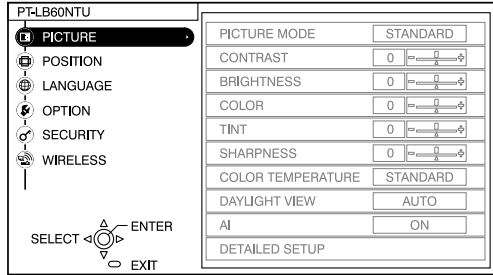 PT-LB60NTU
PICTURE
POSITION
LANGUAGE
OPTION
SECURITY
WIRELESS
SELECT
ENTER
EXIT
PICTURE MODE STANDARD
CONTRAST 0
BRIGHTNESS 0
COLOR 0
TINT 0
SHARPNESS 0
COLOR TEMPERATURE STANDARD
DAYLIGHT VIEW AUTO
AI ON
DETAILED SETUP